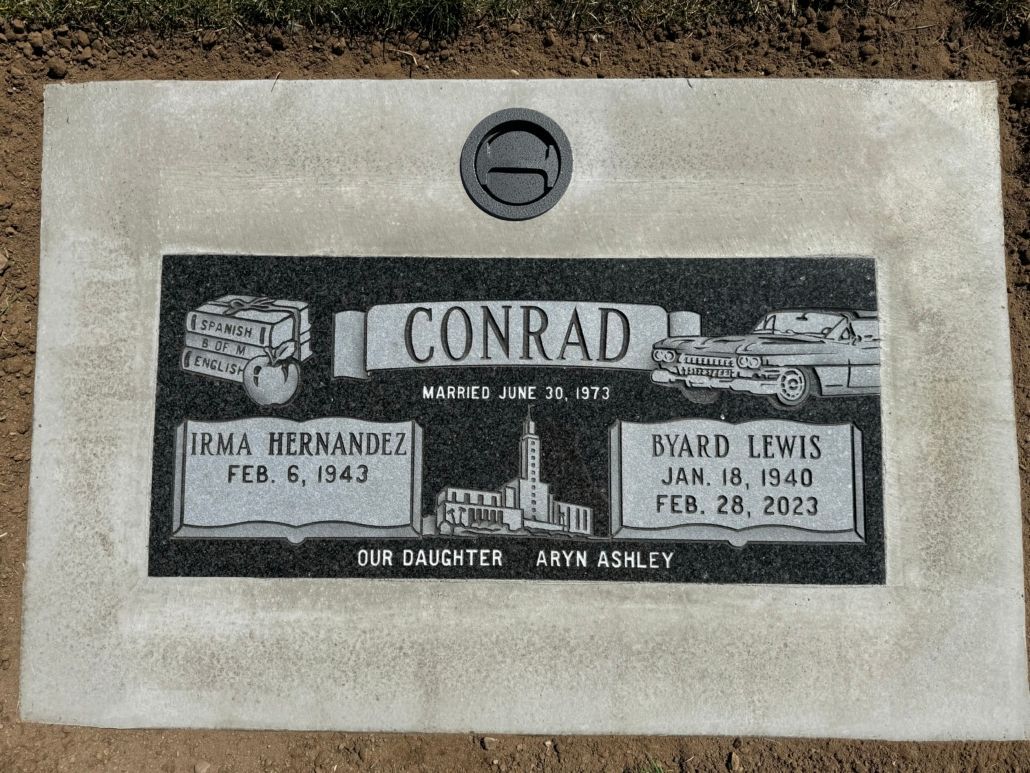 SPANISH
B OF M
ENGLISH
CONRAD
MARRIED JUNE 30, 1973
IRMA HERNANDEZ
FEB. 6, 1943
BYARD LEWIS
JAN. 18, 1940
FEB. 28, 2023
OUR DAUGHTER ARYN ASHLEY